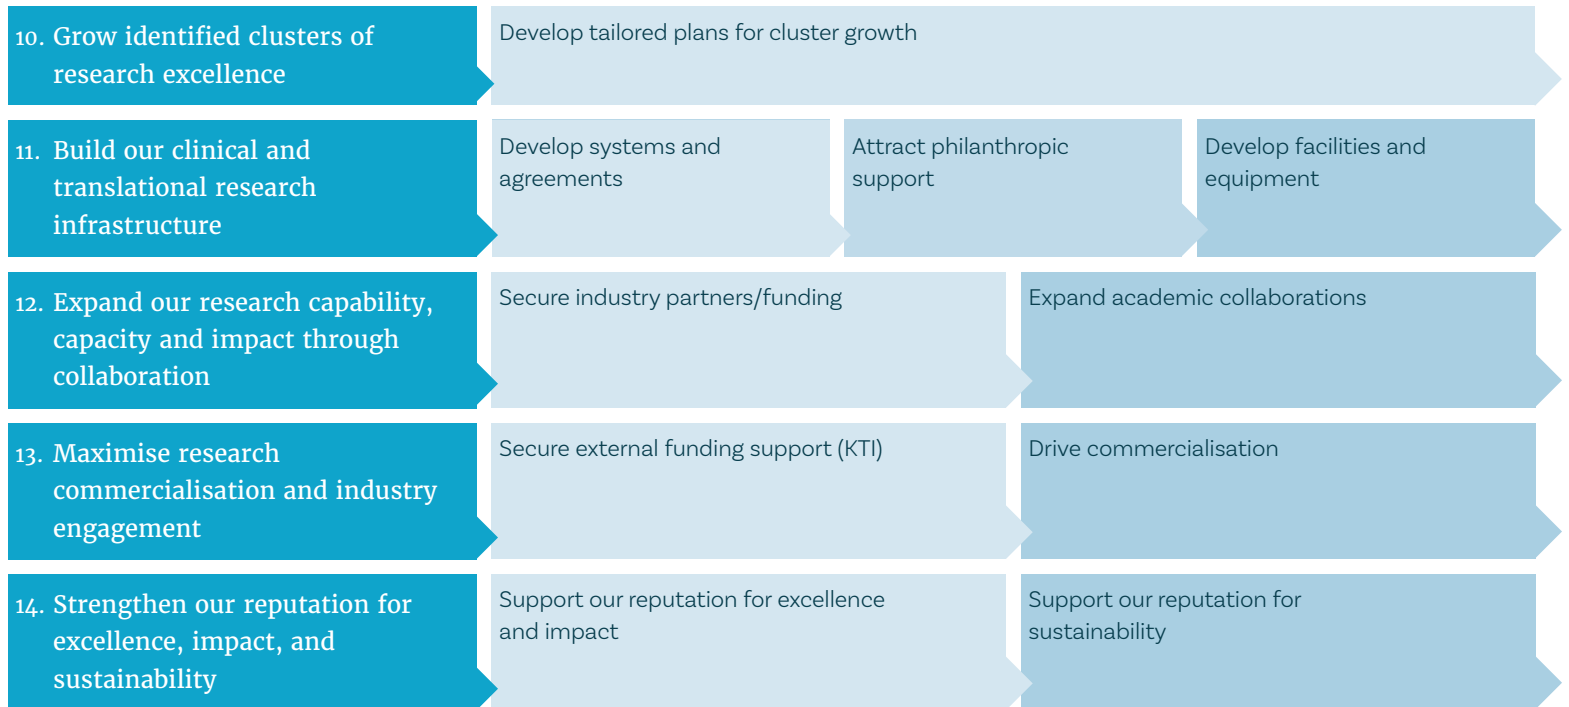 10. Grow identified clusters of
research excellence
Develop tailored plans for cluster growth
11. Build our clinical and
translational research
infrastructure
Develop systems and
agreements
Attract philanthropic
support
Develop facilities and
equipment
12. Expand our research capability,
capacity and impact through
collaboration
Secure industry partners/funding
Expand academic collaborations
13. Maximise research
commercialisation and industry
engagement
Secure external funding support (KTI)
Drive commercialisation
14. Strengthen our reputation for
excellence, impact, and
sustainability
Support our reputation for excellence
and impact
Support our reputation for
sustainability